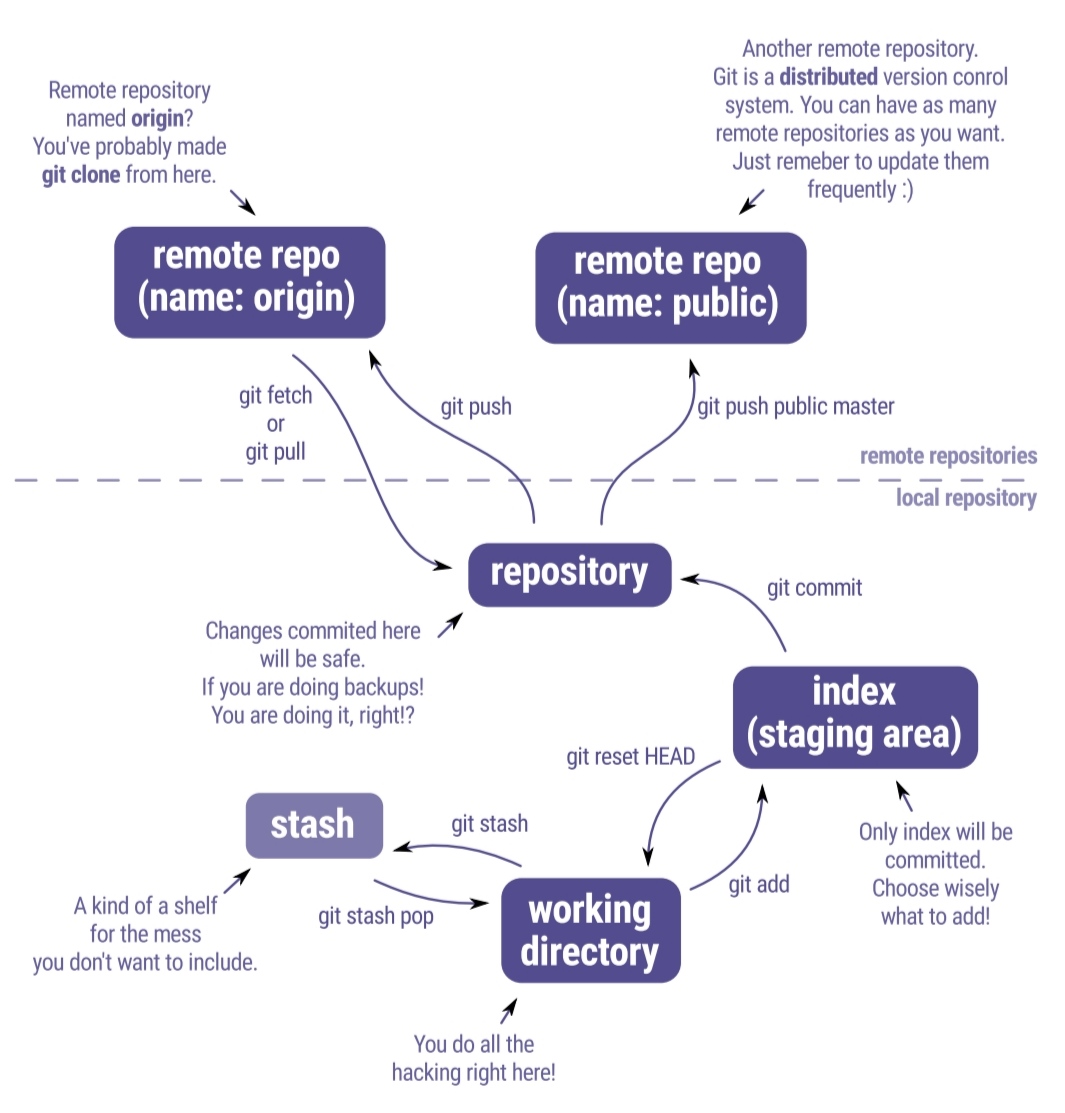 Remote repository
named origin?
You've probably made
git clone from here.
Another remote repository.
Git is a distributed version conrol
system. You can have as many
remote repositories as you want.
Just remeber to update them
frequently :)
remote repo
(name: origin)
remote repo
(name: public)
git fetch
or
git pull
git push
git push public master
remote repositories
local repository
repository
git commit
Changes commited here
will be safe.
If you are doing backups!
You are doing it, right!?
index
(staging area)
git reset HEAD
stash
git stash
Only index will be
committed.
Choose wisely
what to add!
git add
A kind of a shelf
for the mess
you don't want to include.
git stash pop
working
directory
You do all the
hacking right here!